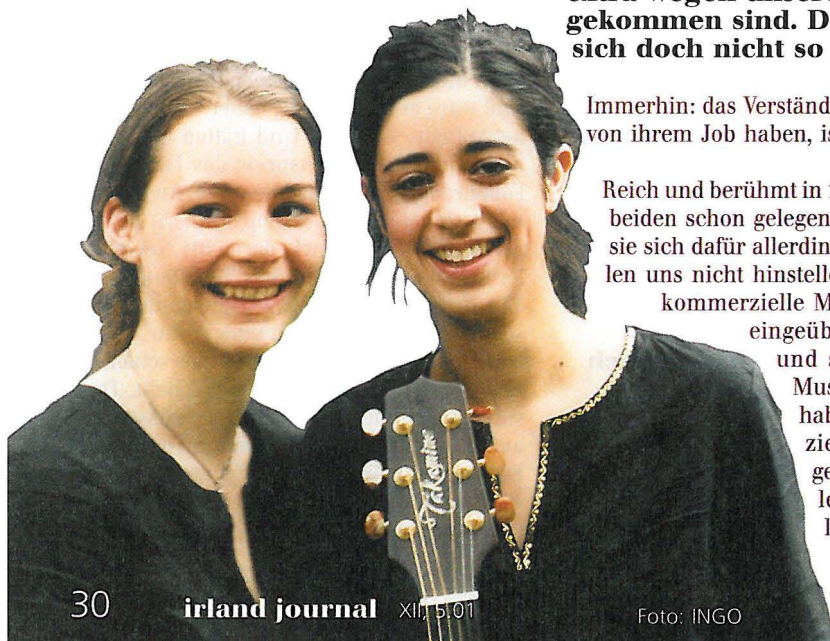 gekommen sind. D
sich doch nicht so
Immerhin: das Verständ
von ihrem Job haben, is
Reich und berühmt in
beiden schon gelegen
sie sich dafür allerdin
len uns nicht hinstelle
kommerzielle M
eingeüb
und s
Mus
hab
zie
ge
le
Takamine
30 irland journal XII, 5.01 Foto: INGO